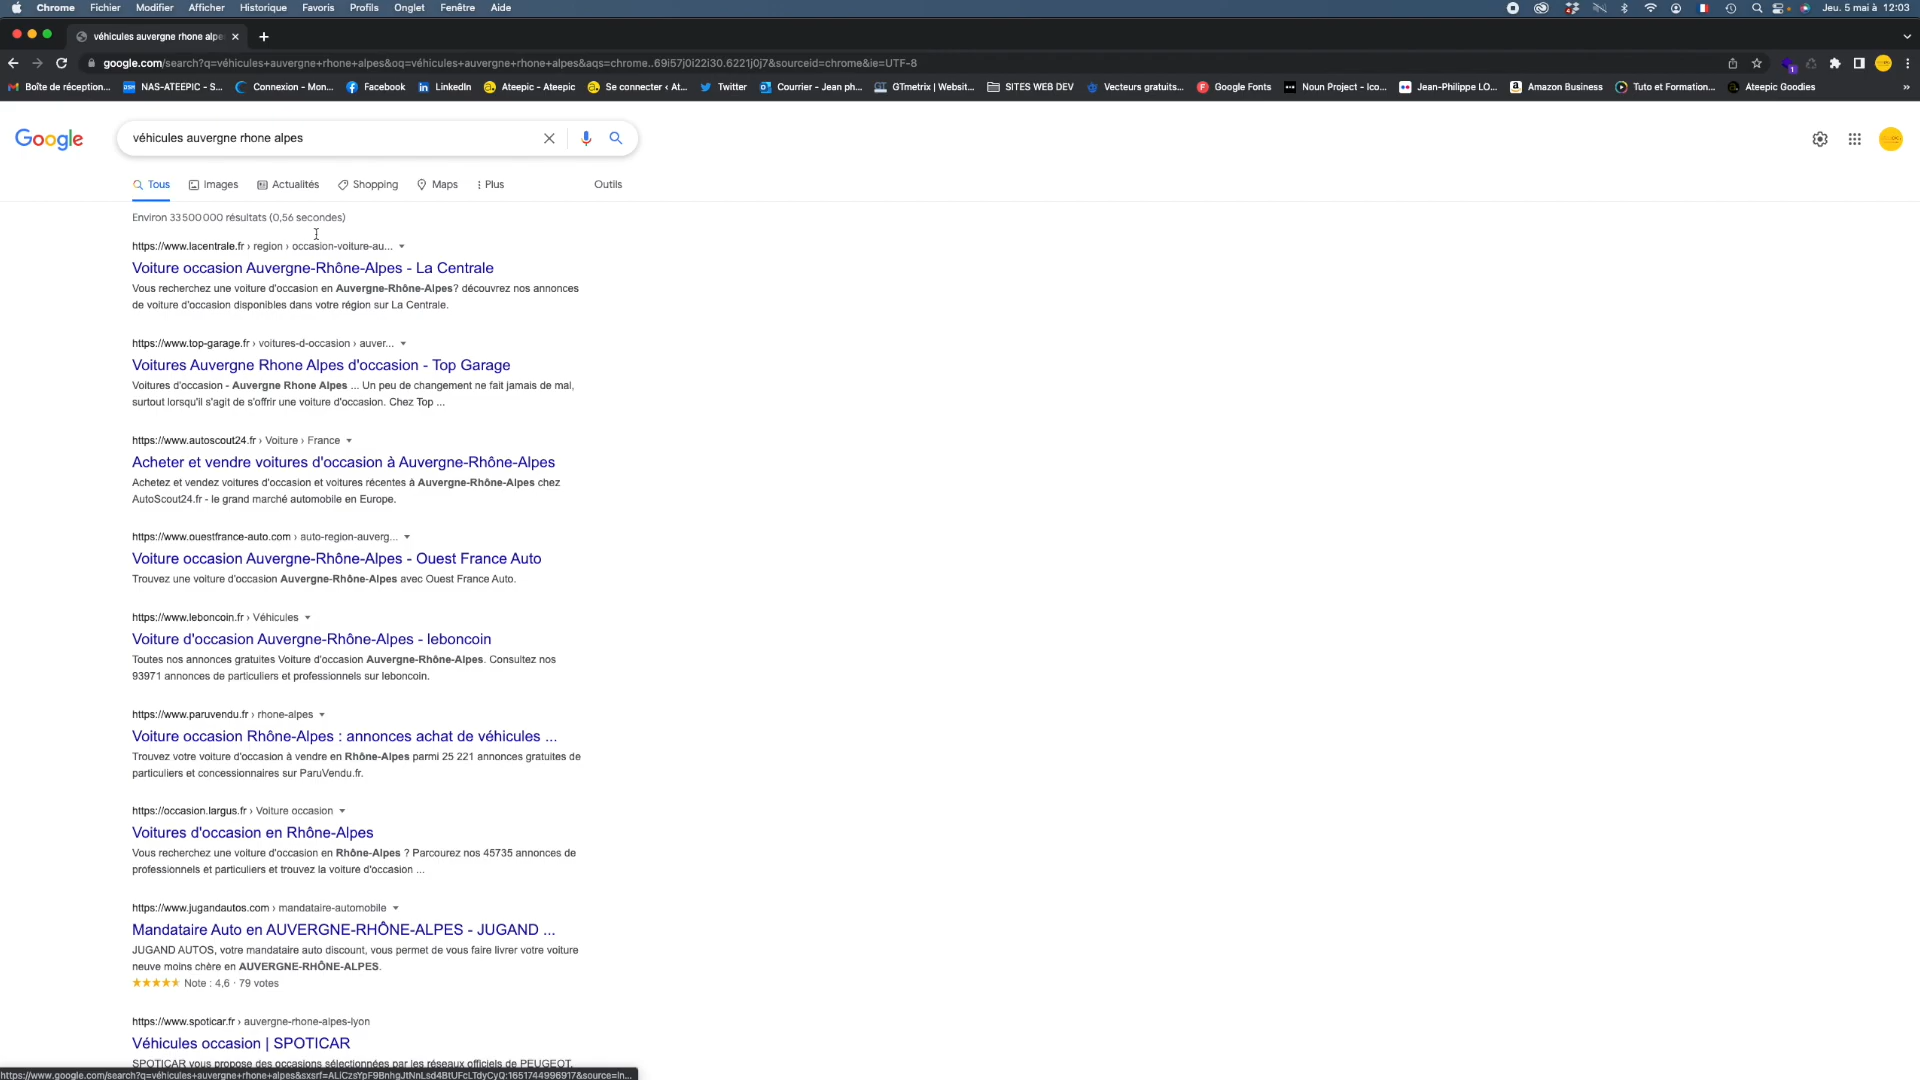 Chrome Fichier Modifier Afficher Historique Favoris Profils Onglet Fenêtre Aide Jeu. 5 mai à 12:03
véhicules auvergne rhone alpe
google.com/search?q=véhicules+auvergne+rhone+alpes&oq=véhicules+auvergne+rhone+alpes&aqs=chrome..69i57j0i22i30.6221j0j7&sourceid=chrome&ie=UTF-8
Boîte de réception... NAS-ATEEPIC - S... Connexion - Mon... Facebook LinkedIn Ateepic - Ateepic Se connecter ‹ At... Twitter Courrier - Jean ph... GTmetrix | Websit... SITES WEB DEV Vecteurs gratuits... Google Fonts Noun Project - Ico... Jean-Philippe LO... Amazon Business Tuto et Formation... Ateepic Goodies »
Google véhicules auvergne rhone alpes
Tous Images Actualités Shopping Maps Plus Outils
Environ 33 500 000 résultats (0,56 secondes)
https://www.lacentrale.fr › region › occasion-voiture-au...
Voiture occasion Auvergne-Rhône-Alpes - La Centrale
Vous recherchez une voiture d'occasion en Auvergne-Rhône-Alpes? découvrez nos annonces
de voiture d'occasion disponibles dans votre région sur La Centrale.
https://www.top-garage.fr › voitures-d-occasion › auver...
Voitures Auvergne Rhone Alpes d'occasion - Top Garage
Voitures d'occasion - Auvergne Rhone Alpes ... Un peu de changement ne fait jamais de mal,
surtout lorsqu'il s'agit de s'offrir une voiture d'occasion. Chez Top ...
https://www.autoscout24.fr › Voiture › France
Acheter et vendre voitures d'occasion à Auvergne-Rhône-Alpes
Achetez et vendez voitures d'occasion et voitures récentes à Auvergne-Rhône-Alpes chez
AutoScout24.fr - le grand marché automobile en Europe.
https://www.ouestfrance-auto.com › auto-region-auverg...
Voiture occasion Auvergne-Rhône-Alpes - Ouest France Auto
Trouvez une voiture d'occasion Auvergne-Rhône-Alpes avec Ouest France Auto.
https://www.leboncoin.fr › Véhicules
Voiture d'occasion Auvergne-Rhône-Alpes - leboncoin
Toutes nos annonces gratuites Voiture d'occasion Auvergne-Rhône-Alpes. Consultez nos
93971 annonces de particuliers et professionnels sur leboncoin.
https://www.paruvendu.fr › rhone-alpes
Voiture occasion Rhône-Alpes : annonces achat de véhicules ...
Trouvez votre voiture d'occasion à vendre en Rhône-Alpes parmi 25 221 annonces gratuites de
particuliers et concessionnaires sur ParuVendu.fr.
https://occasion.largus.fr › Voiture occasion
Voitures d'occasion en Rhône-Alpes
Vous recherchez une voiture d'occasion en Rhône-Alpes ? Parcourez nos 45735 annonces de
professionnels et particuliers et trouvez la voiture d'occasion ...
https://www.jugandautos.com › mandataire-automobile
Mandataire Auto en AUVERGNE-RHÔNE-ALPES - JUGAND ...
JUGAND AUTOS, votre mandataire auto discount, vous permet de vous faire livrer votre voiture
neuve moins chère en AUVERGNE-RHÔNE-ALPES.
Note : 4,6 · 79 votes
https://www.spoticar.fr › auvergne-rhone-alpes-lyon
Véhicules occasion | SPOTICAR
SPOTICAR vous propose des occasions sélectionnées par les réseaux officiels de PEUGEOT,